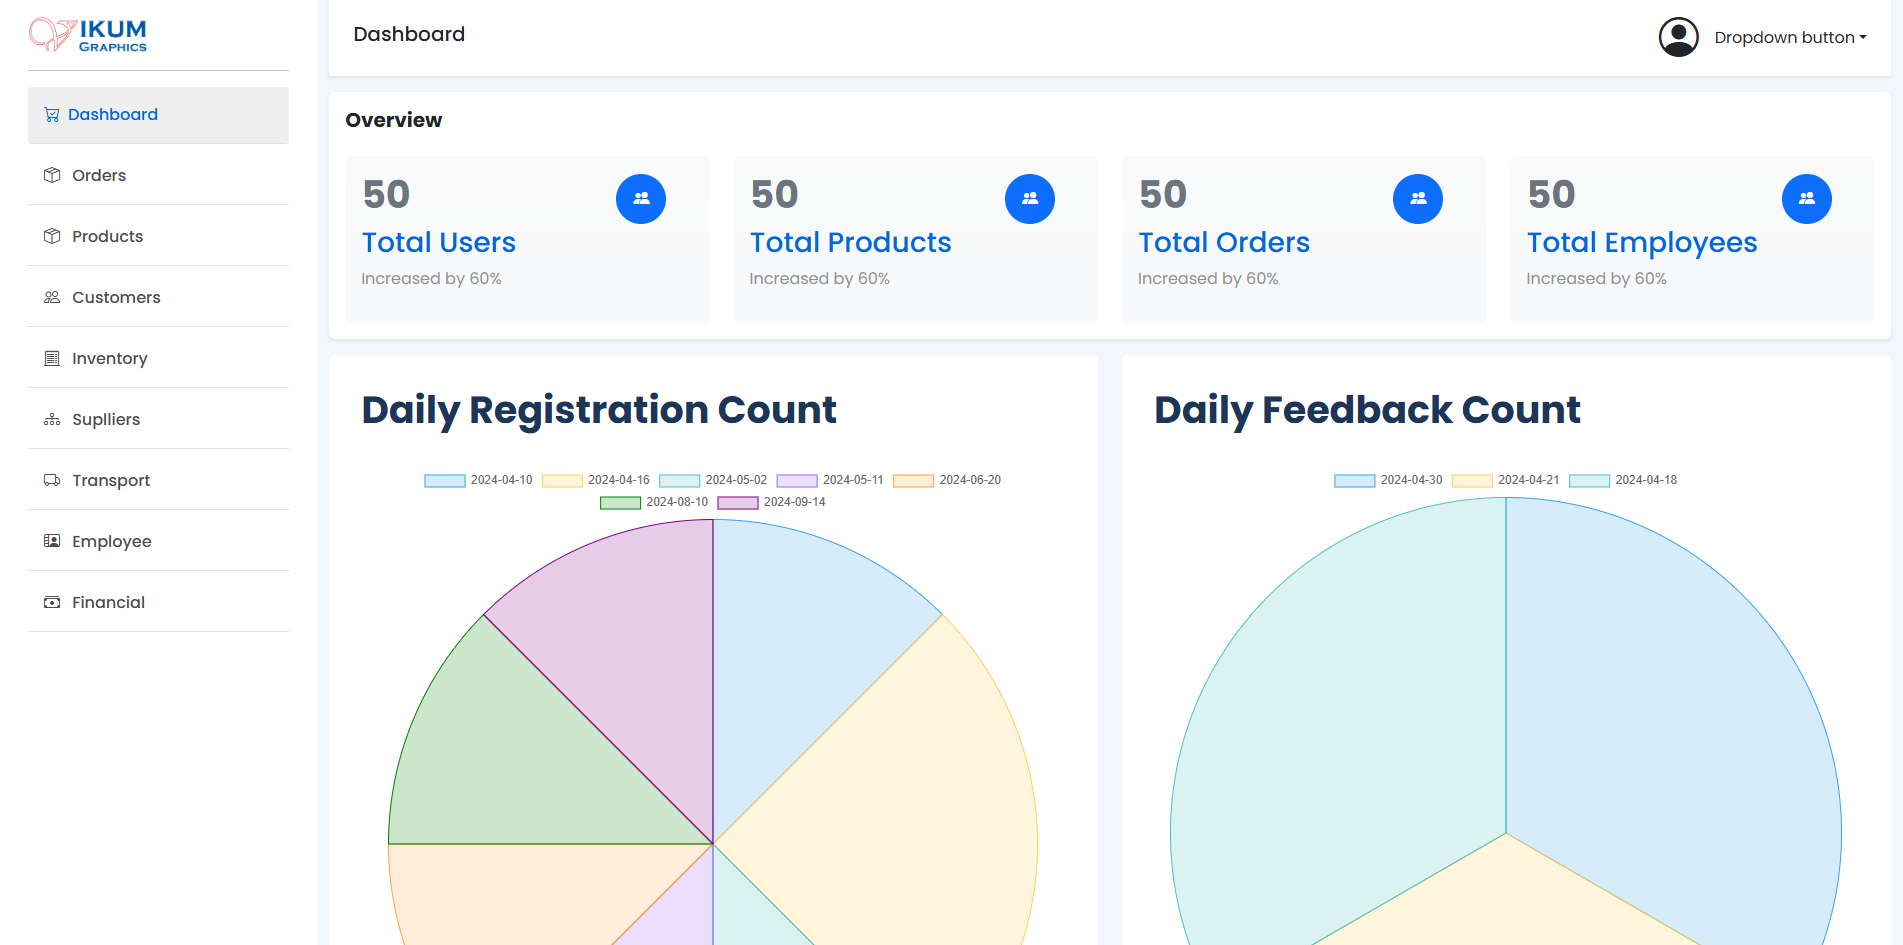 IKUM
GRAPHICS
Dashboard
Orders
Products
Customers
Inventory
Suplliers
Transport
Employee
Financial
Dashboard
Dropdown button
Overview
50
Total Users
Increased by 60%
50
Total Products
Increased by 60%
50
Total Orders
Increased by 60%
50
Total Employees
Increased by 60%
Daily Registration Count
2024-04-10 2024-04-16 2024-05-02 2024-05-11 2024-06-20
2024-08-10 2024-09-14
Daily Feedback Count
2024-04-30 2024-04-21 2024-04-18